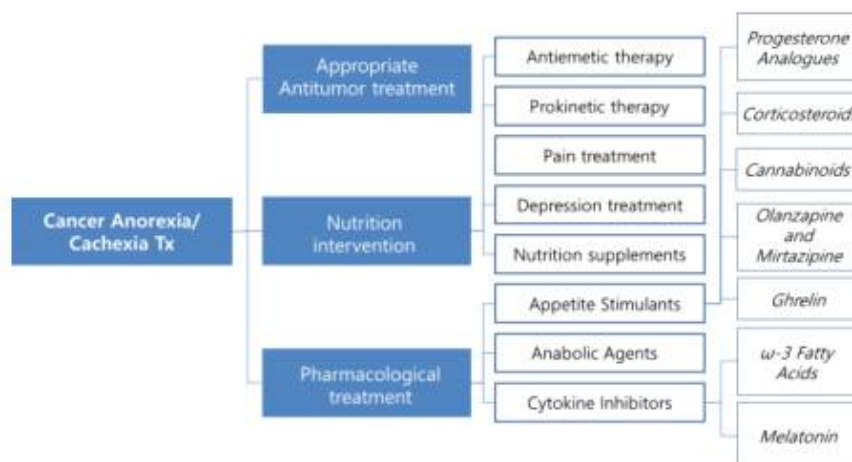 Cancer Anorexia/
Cachexia Tx
Appropriate
Antitumor treatment
Nutrition
intervention
Pharmacological
treatment
Antiemetic therapy
Prokinetic therapy
Pain treatment
Depression treatment
Nutrition supplements
Appetite Stimulants
Anabolic Agents
Cytokine Inhibitors
Progesterone
Analogues
Corticosteroid
Cannabinoids
Olanzapine
and
Mirtazipine
Ghrelin
ω-3 Fatty
Acids
Melatonin